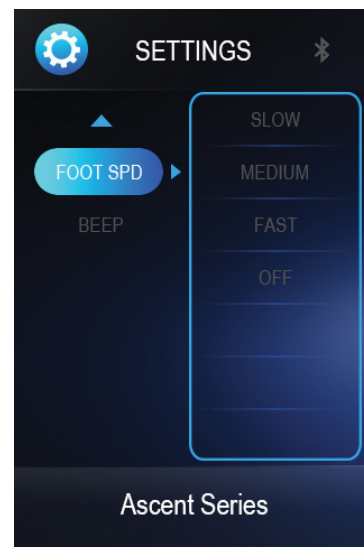 SETTINGS
FOOT SPD
BEEP
SLOW
MEDIUM
FAST
OFF
Ascent Series